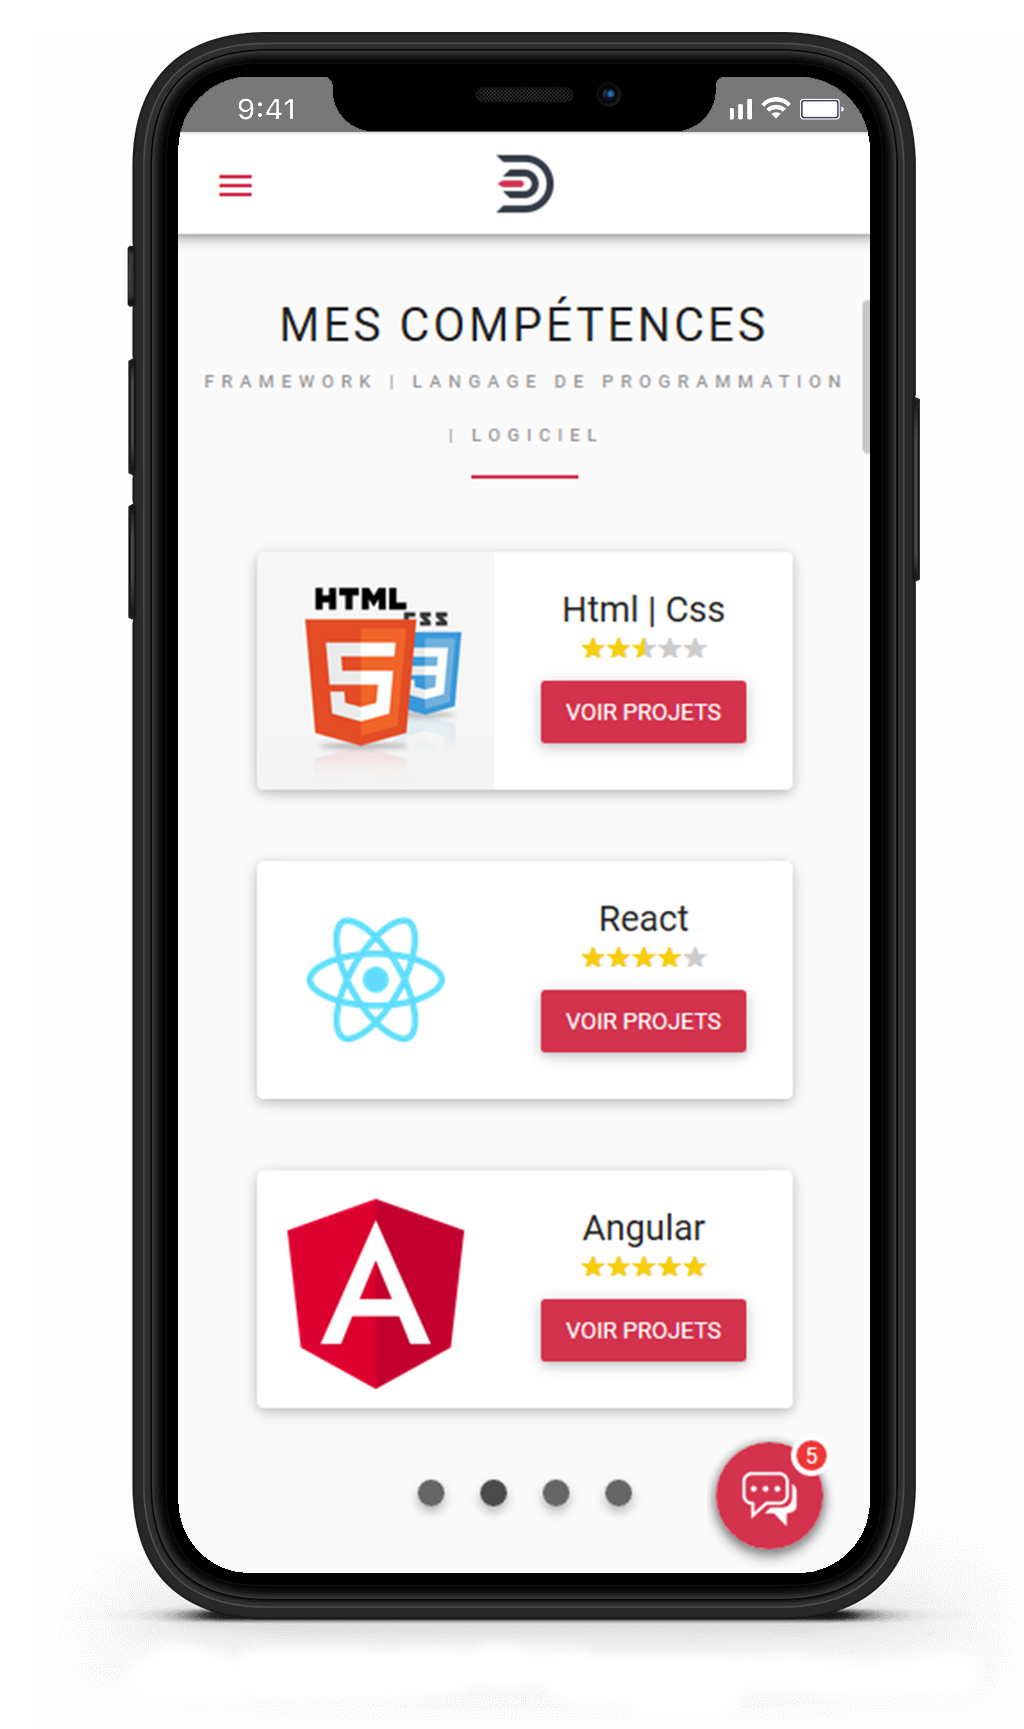 9:41
MES COMPÉTENCES
FRAMEWORK | LANGAGE DE PROGRAMMATION
| LOGICIEL
HTML
CSS
5
3
Html | Css
VOIR PROJETS
React
VOIR PROJETS
A
Angular
VOIR PROJETS
5